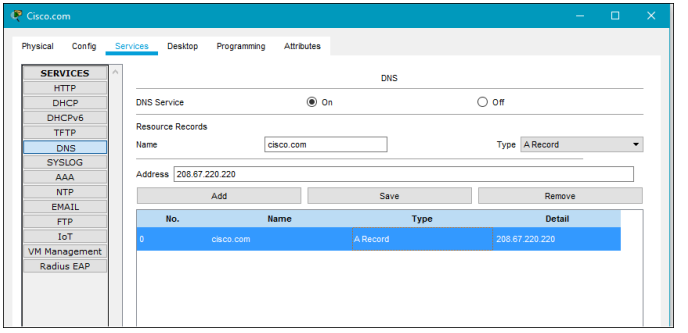 Cisco.com
Physical Config Services Desktop Programming Attributes
SERVICES
HTTP
DHCP
DHCPv6
TFTP
DNS
SYSLOG
AAA
NTP
EMAIL
FTP
IoT
VM Management
Radius EAP
DNS
DNS Service On Off
Resource Records
Name cisco.com Type A Record
Address 208.67.220.220
Add Save Remove
No. Name Type Detail
0 cisco.com A Record 208.67.220.220